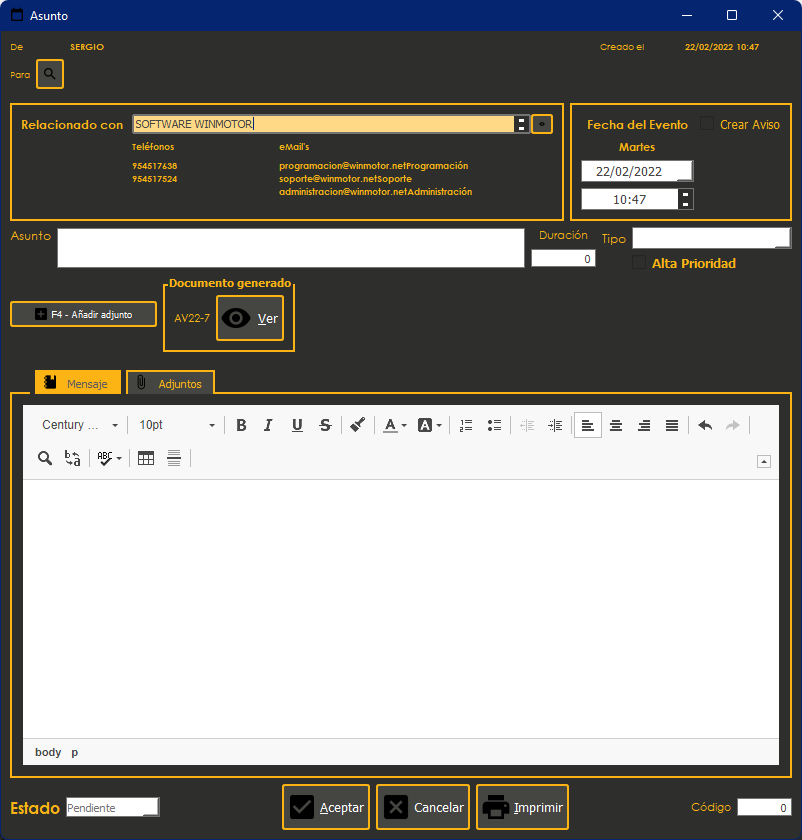 Asunto
De SERGIO Creado el 22/02/2022 10:47
Para
Relacionado con SOFTWARE WINMOTOR
Teléfonos eMail's
954517638 programacion@winmotor.netProgramación
954517524 soporte@winmotor.netSoporte
administracion@winmotor.netAdministración
Fecha del Evento Crear Aviso
Martes
22/02/2022
10:47
Asunto Duración 0 Tipo
Alta Prioridad
F4 - Añadir adjunto
Documento generado
AV22-7 Ver
Mensaje Adjuntos
Century ... 10pt B I U S A A
ABC
body p
Estado Pendiente Aceptar Cancelar Imprimir Código 0